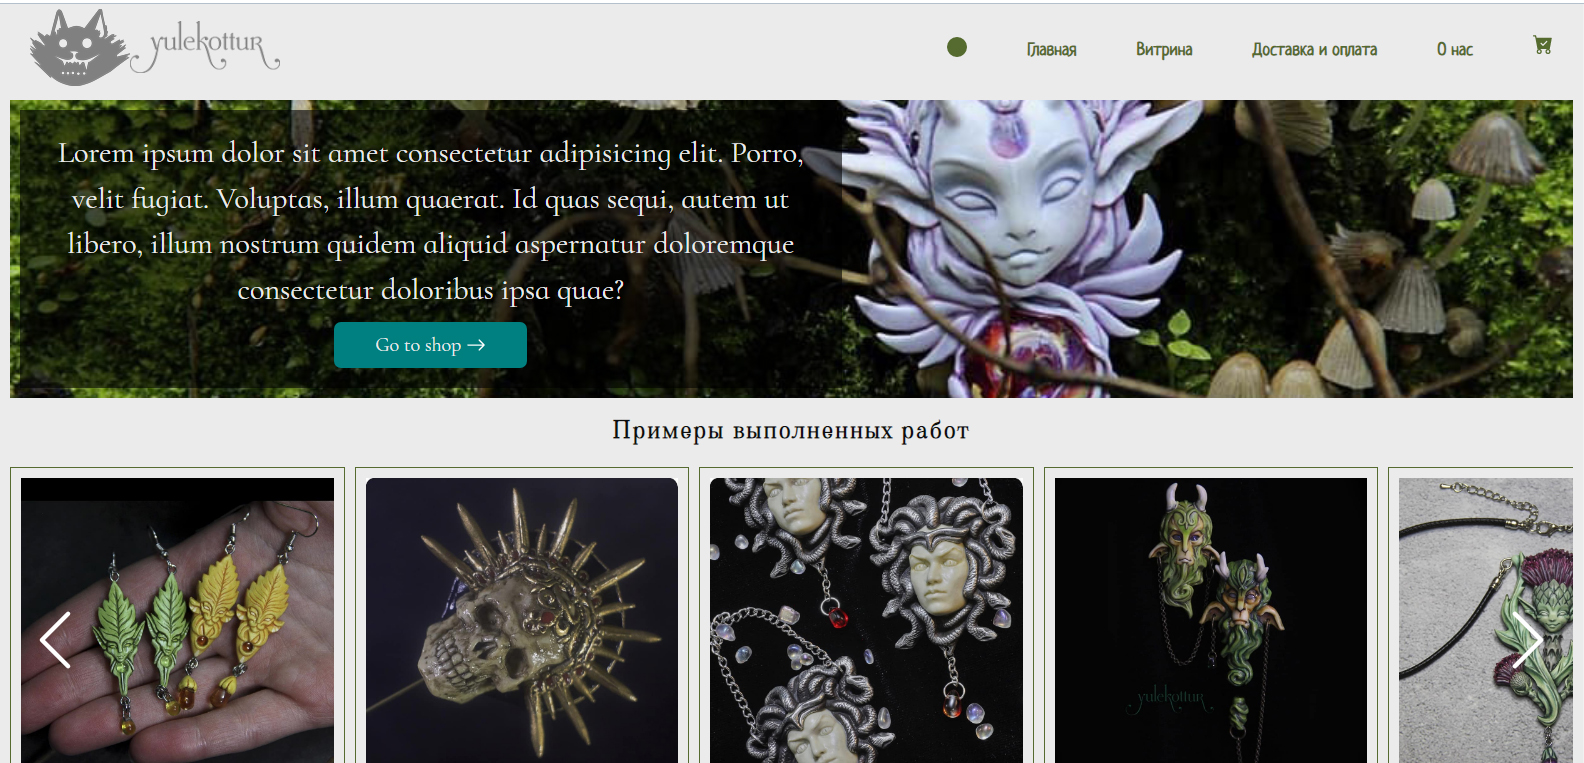 yulekottur
Главная
Витрина
Доставка и оплата
О нас
Lorem ipsum dolor sit amet consectetur adipisicing elit. Porro,
velit fugiat. Voluptas, illum quaerat. Id quas sequi, autem ut
libero, illum nostrum quidem aliquid aspernatur doloremque
consectetur doloribus ipsa quae?
Go to shop →
Примеры выполненных работ
yulekottur